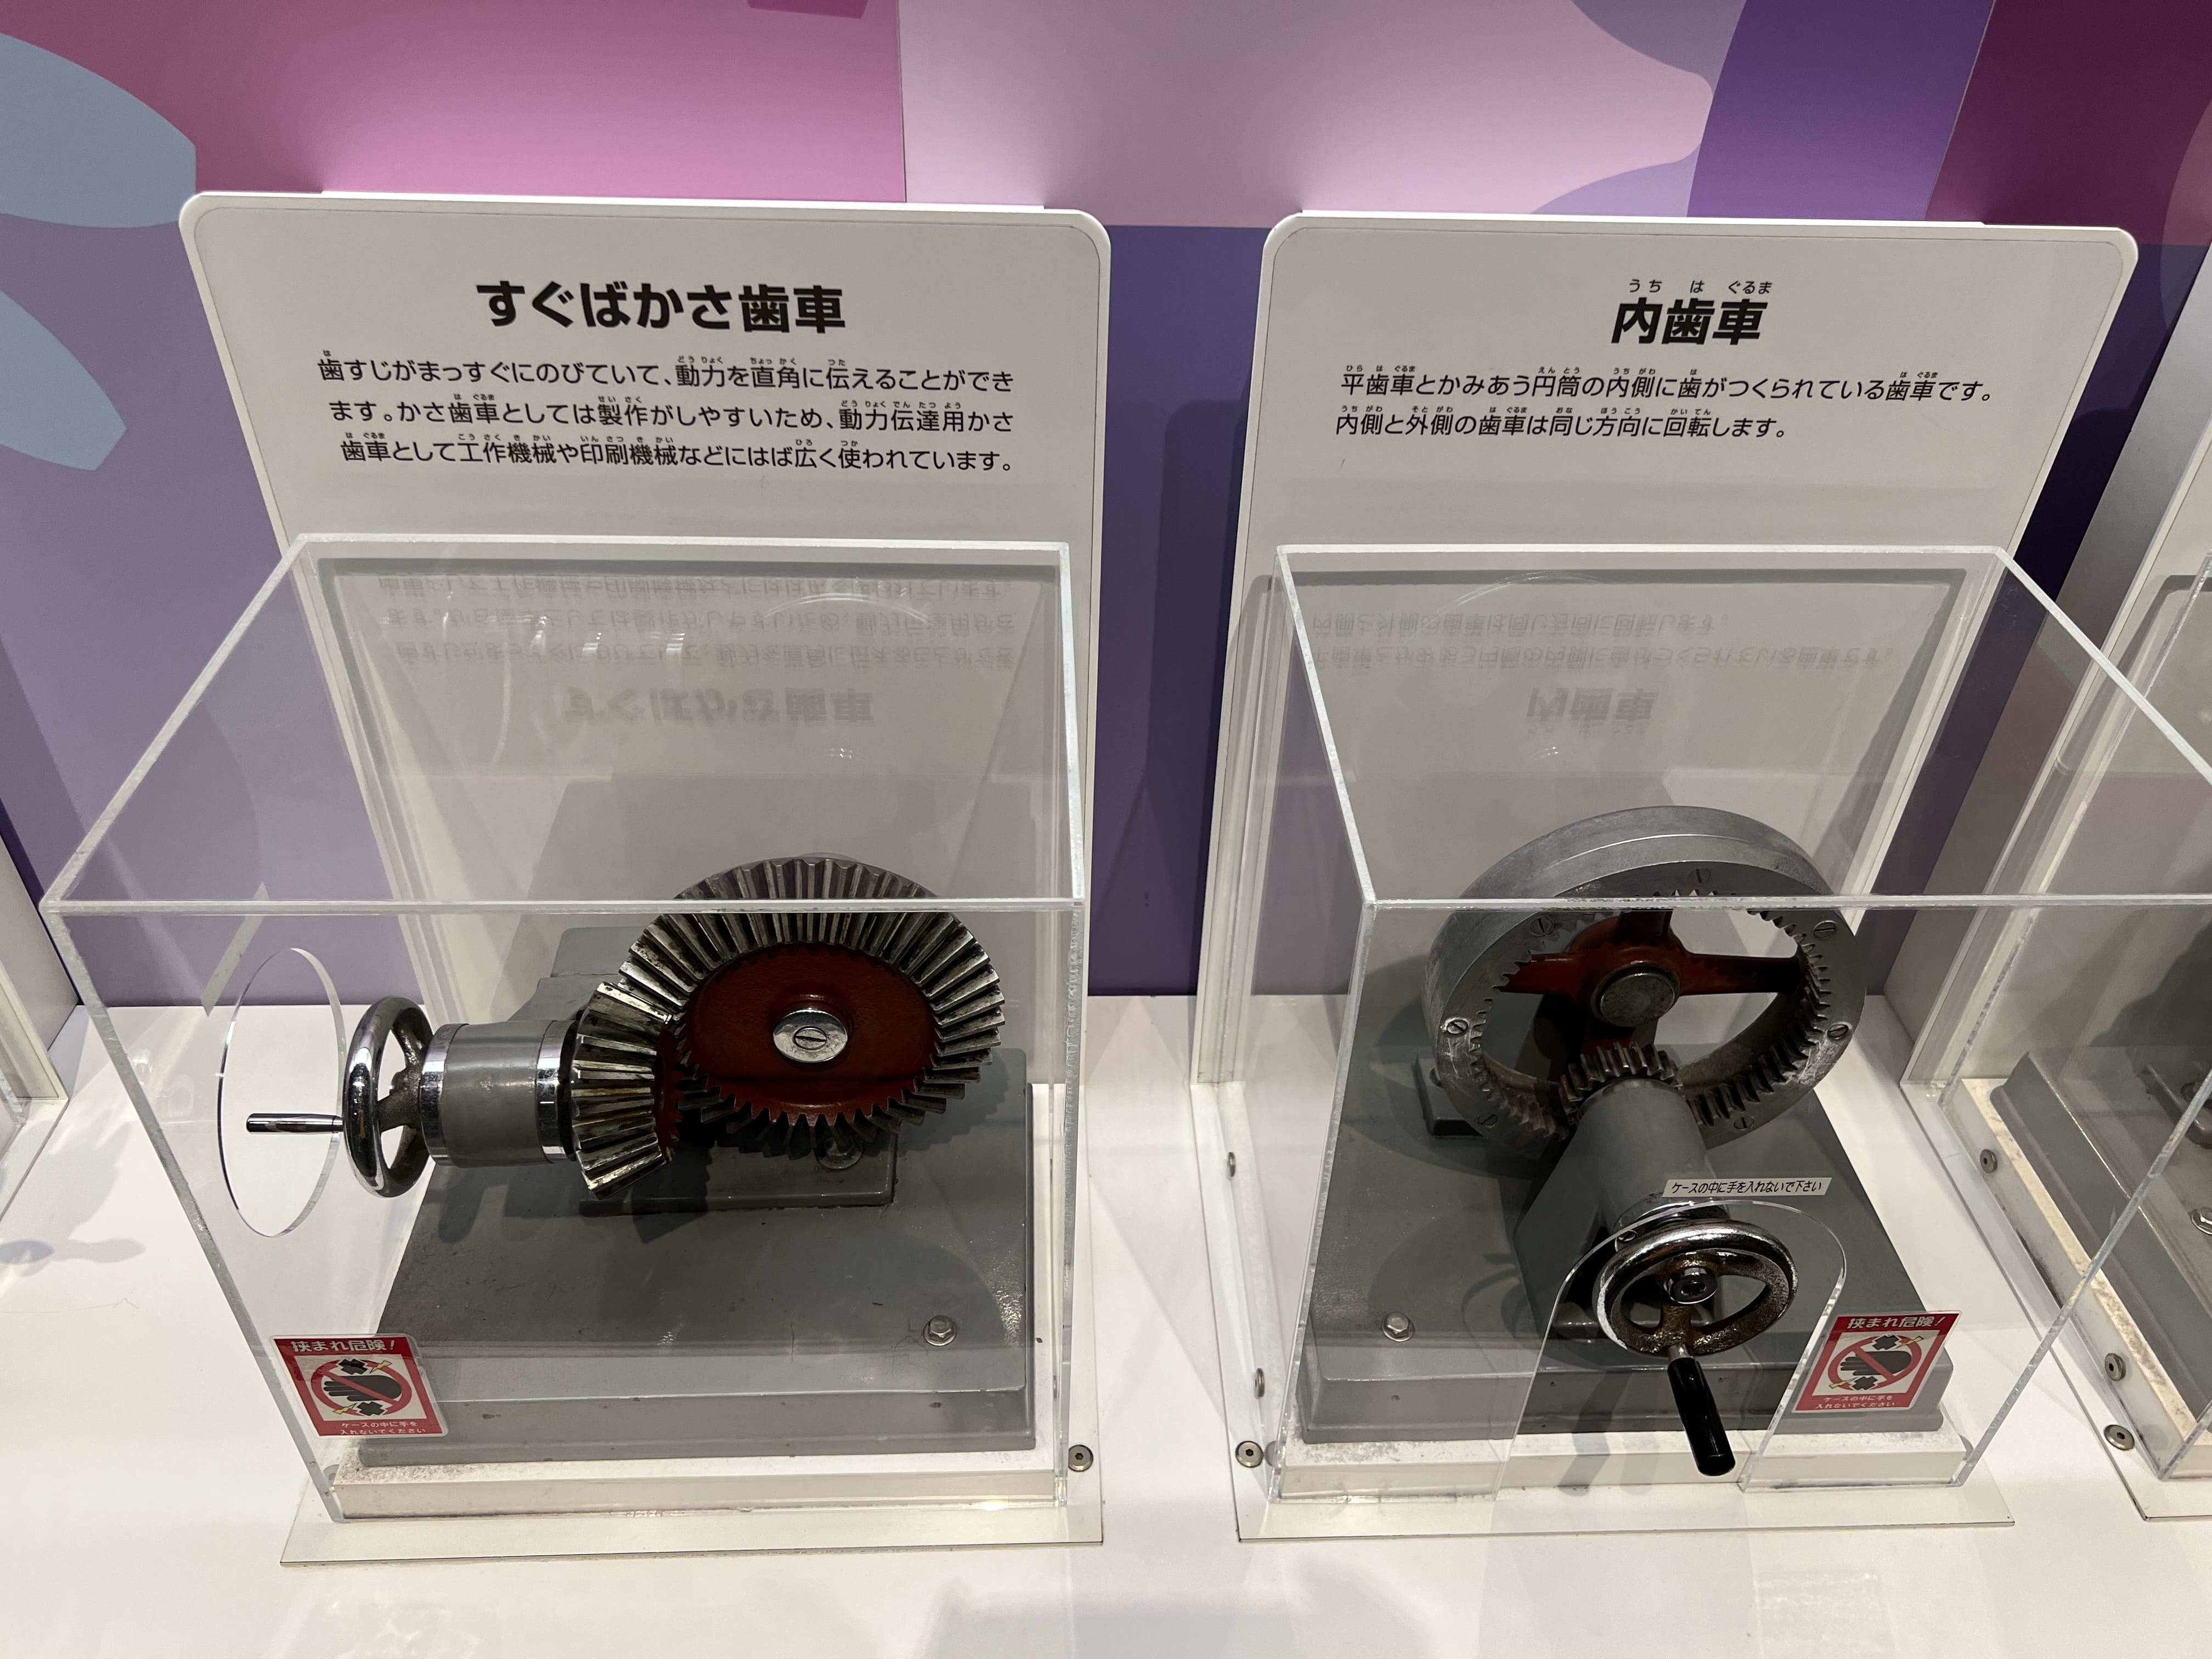 すぐばかさ歯車
歯すじがまっすぐにのびていて、動力を直角に伝えることができ
ます。かさ歯車としては製作がしやすいため、動力伝達用かさ
歯車として工作機械や印刷機械などにはば広く使われています。
内歯車
平歯車とかみあう円筒の内側に歯がつくられている歯車です。
内側と外側の歯車は同じ方向に回転します。
ケースの中に手を入れないで下さい
挟まれ危険!
ケースの中に手を
入れないでください
挟まれ危険!
ケースの中に手を
入れないでください